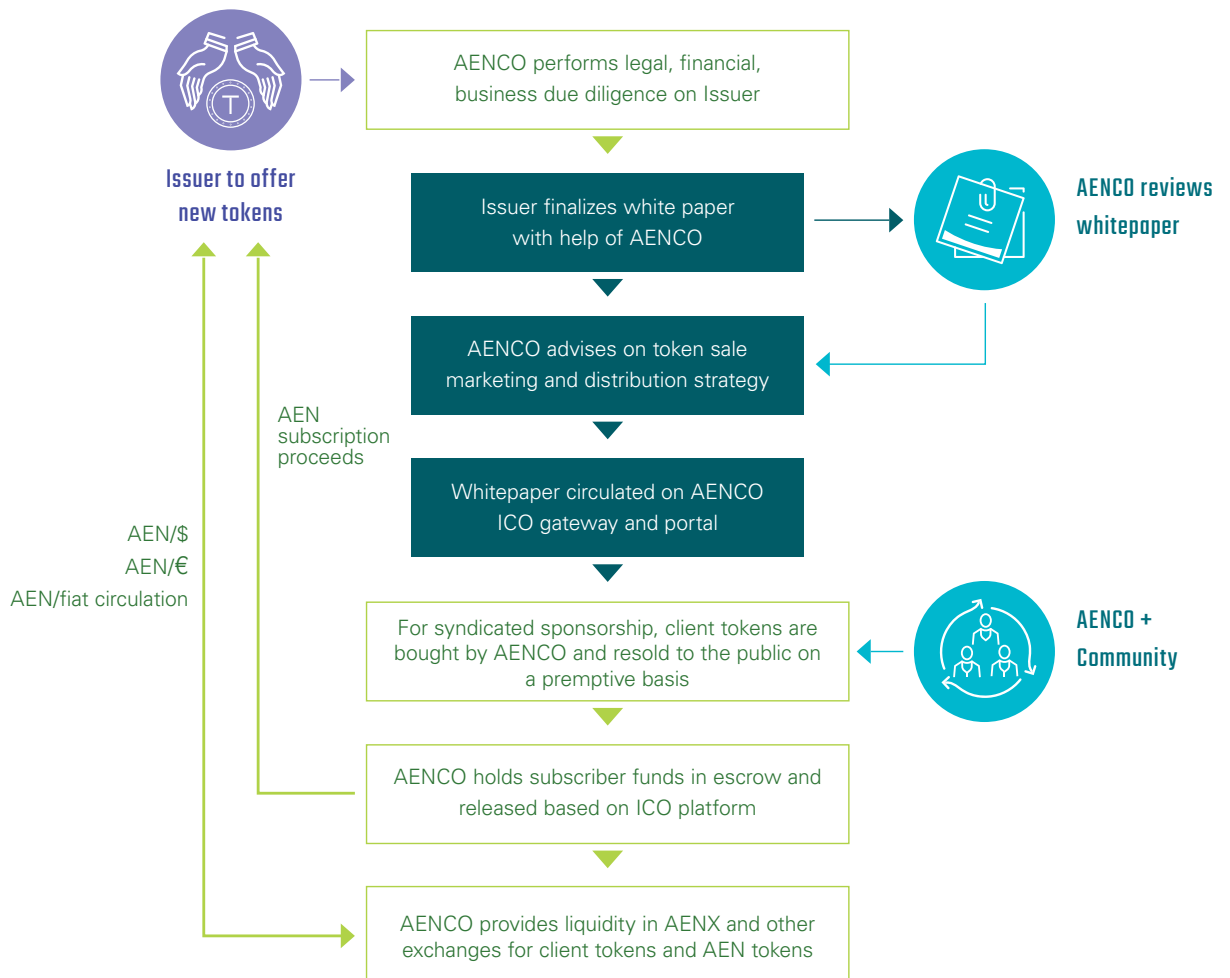 AENCO performs legal, financial,
business due diligence on Issuer
T
Issuer to offer
new tokens
Issuer finalizes white paper
with help of AENCO
AENCO reviews
whitepaper
AENCO advises on token sale
marketing and distribution strategy
AEN
subscription
proceeds
Whitepaper circulated on AENCO
ICO gateway and portal
AEN/$
AEN/€
AEN/fiat circulation
For syndicated sponsorship, client tokens are
bought by AENCO and resold to the public on
a premptive basis
AENCO +
Community
AENCO holds subscriber funds in escrow and
released based on ICO platform
AENCO provides liquidity in AENX and other
exchanges for client tokens and AEN tokens